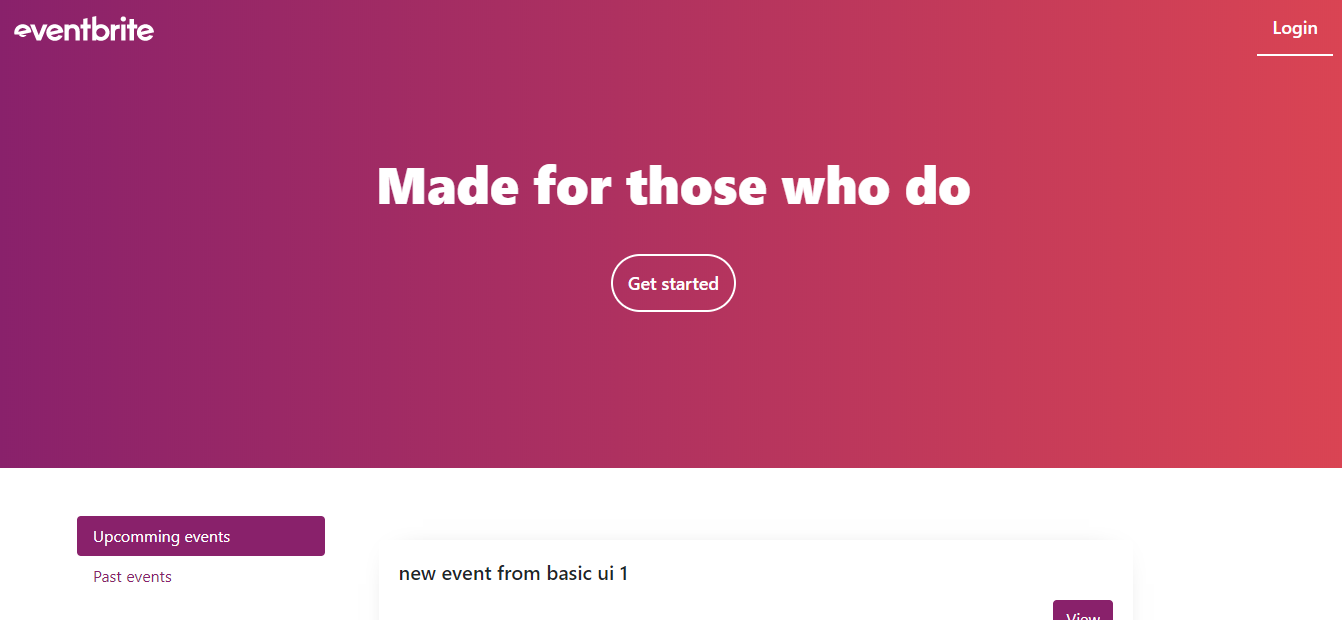 eventbrite
Login
Made for those who do
Get started
Upcomming events
Past events
new event from basic ui 1
View